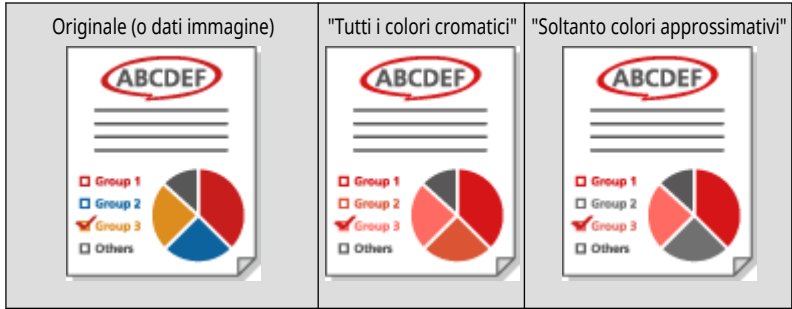 Originale (o dati immagine)
"Tutti i colori cromatici"
"Soltanto colori approssimativi"
ABCDEF
Group 1
Group 2
Group 3
Others
ABCDEF
Group 1
Group 2
Group 3
Others
ABCDEF
Group 1
Group 2
Group 3
Others